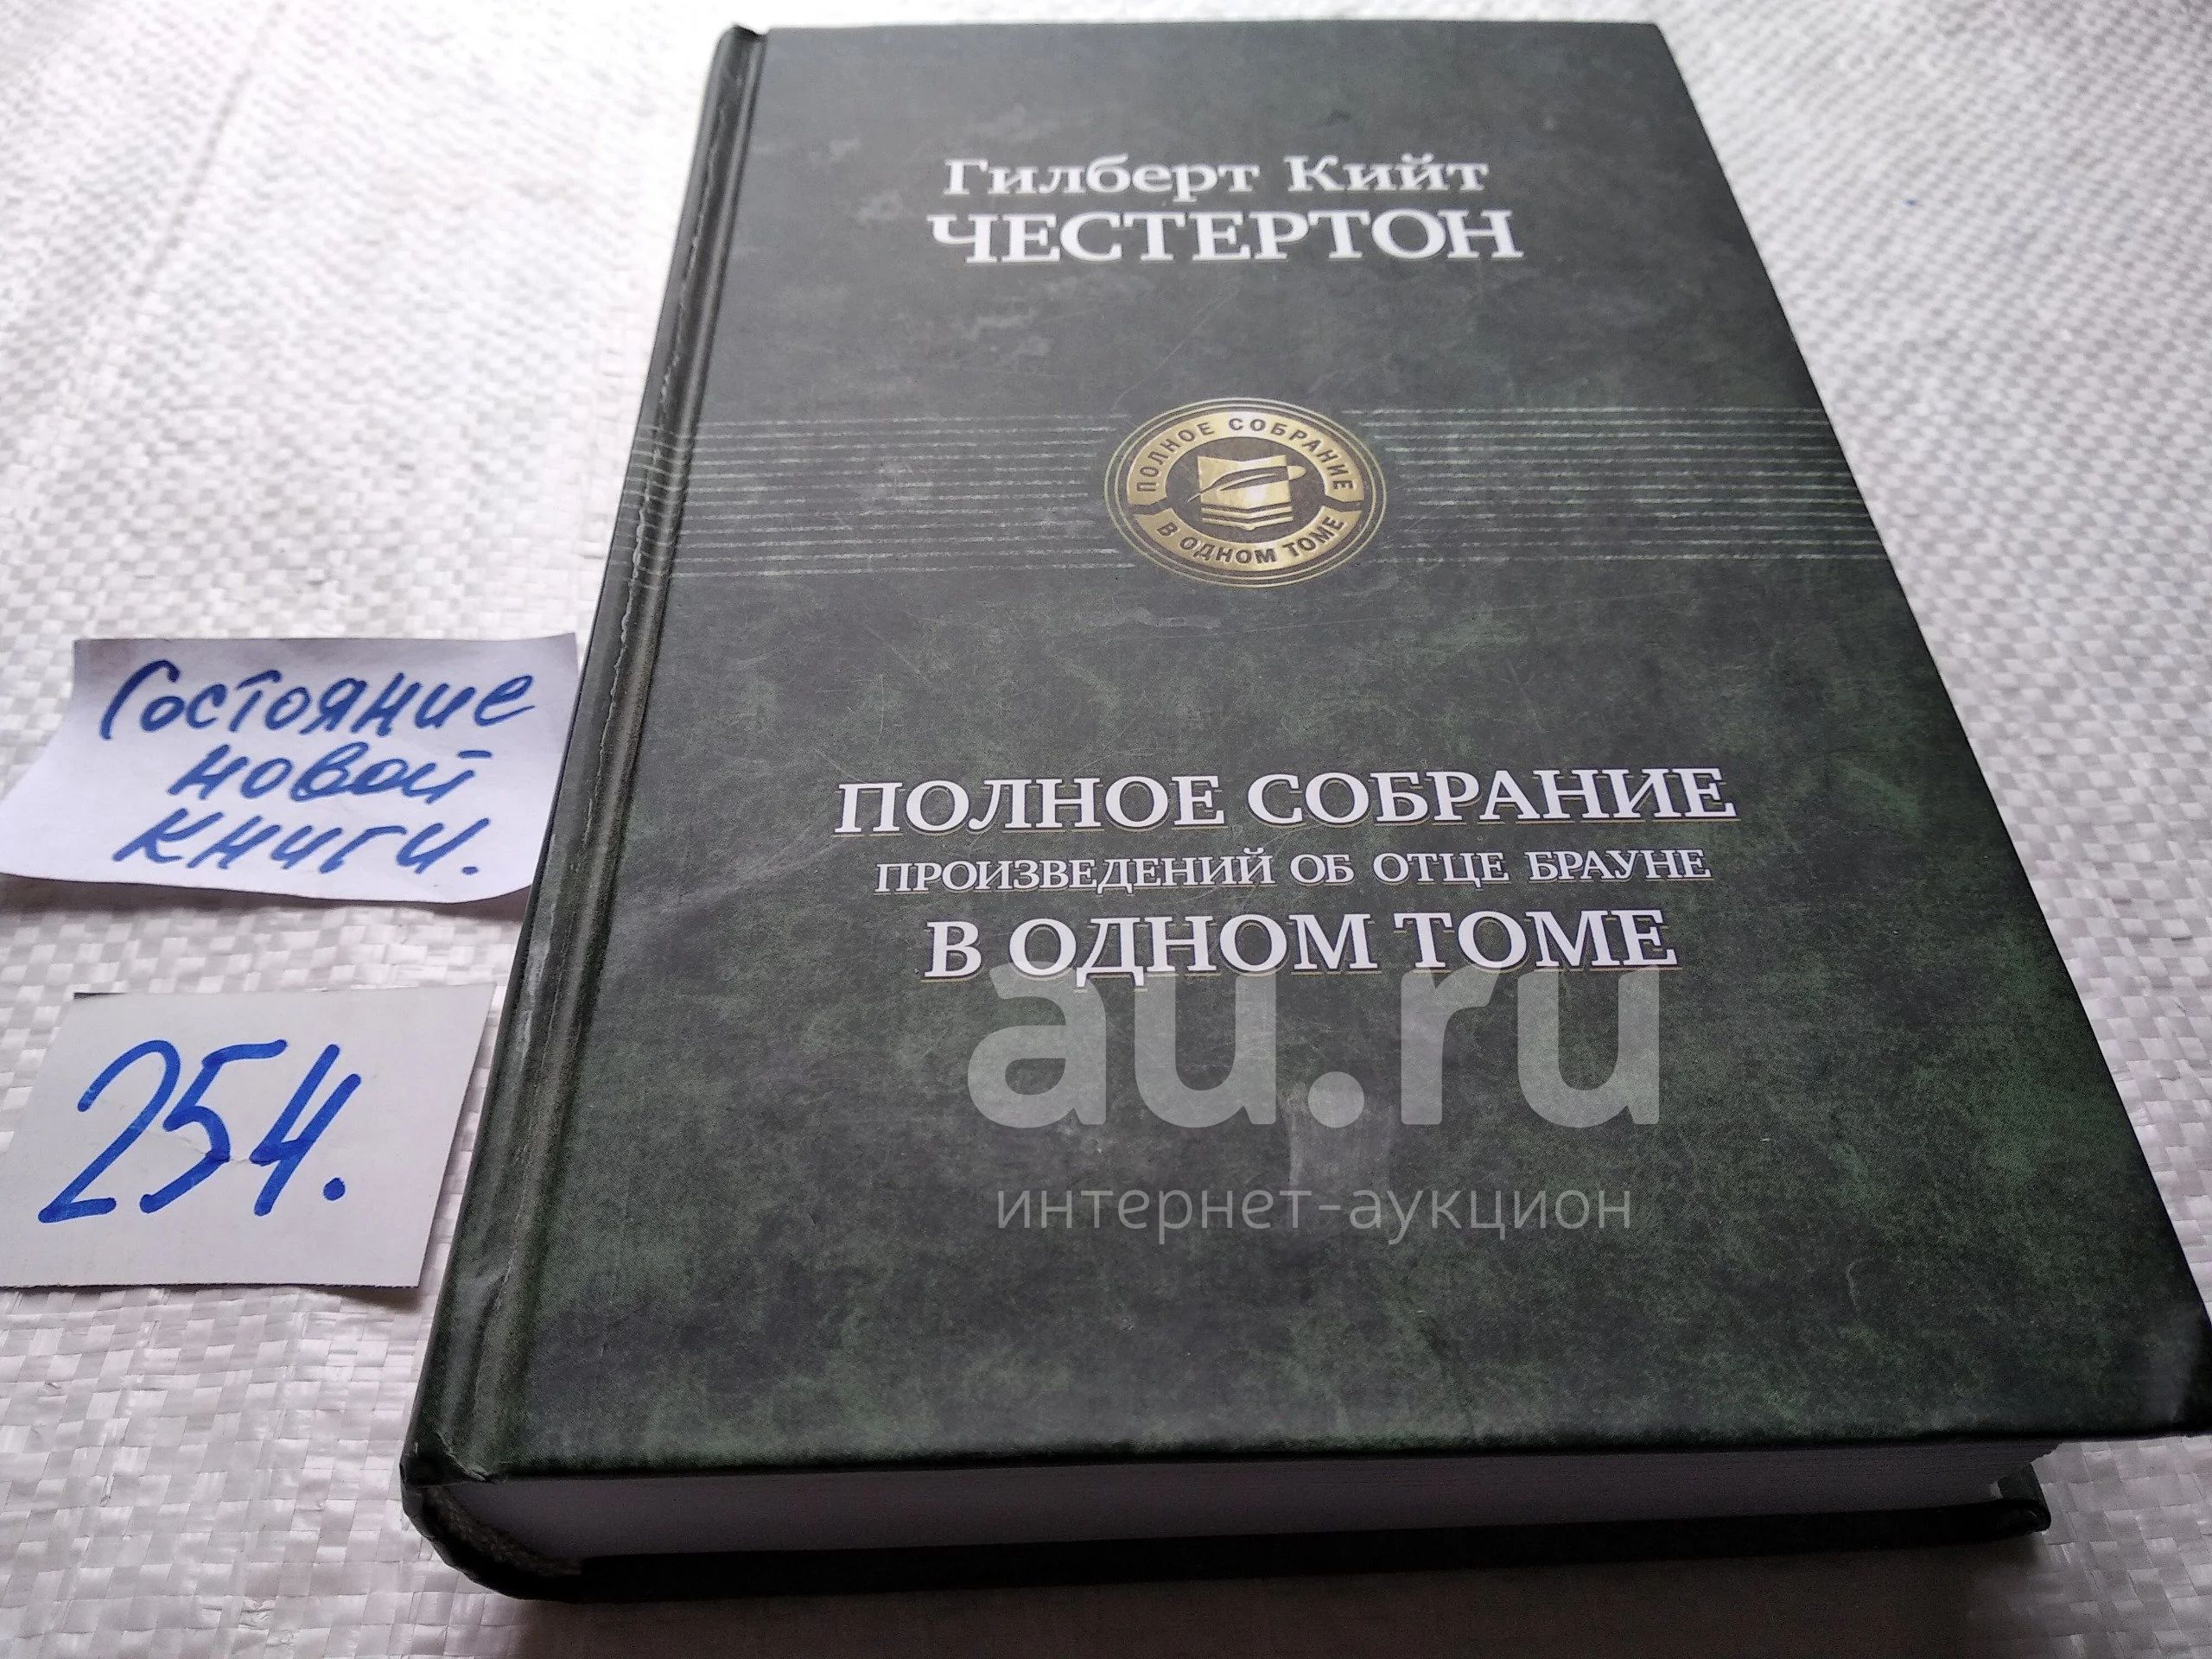 Гилберт Кийт
ЧЕСТЕРТОН
ПОЛНОЕ СОБРАНИЕ
В ОДНОМ ТОМЕ
ПОЛНОЕ СОБРАНИЕ
ПРОИЗВЕДЕНИЙ ОБ ОТЦЕ БРАУНЕ
В ОДНОМ ТОМЕ
Состояние
новой
книги.
254.
au.ru
интернет-аукцион